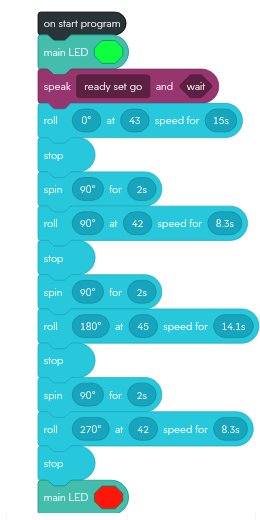 on start program
main LED
speak ready set go and wait
roll 0° at 43 speed for 15s
stop
spin 90° for 2s
roll 90° at 42 speed for 8.3s
stop
spin 90° for 2s
roll 180° at 45 speed for 14.1s
stop
spin 90° for 2s
roll 270° at 42 speed for 8.3s
stop
main LED